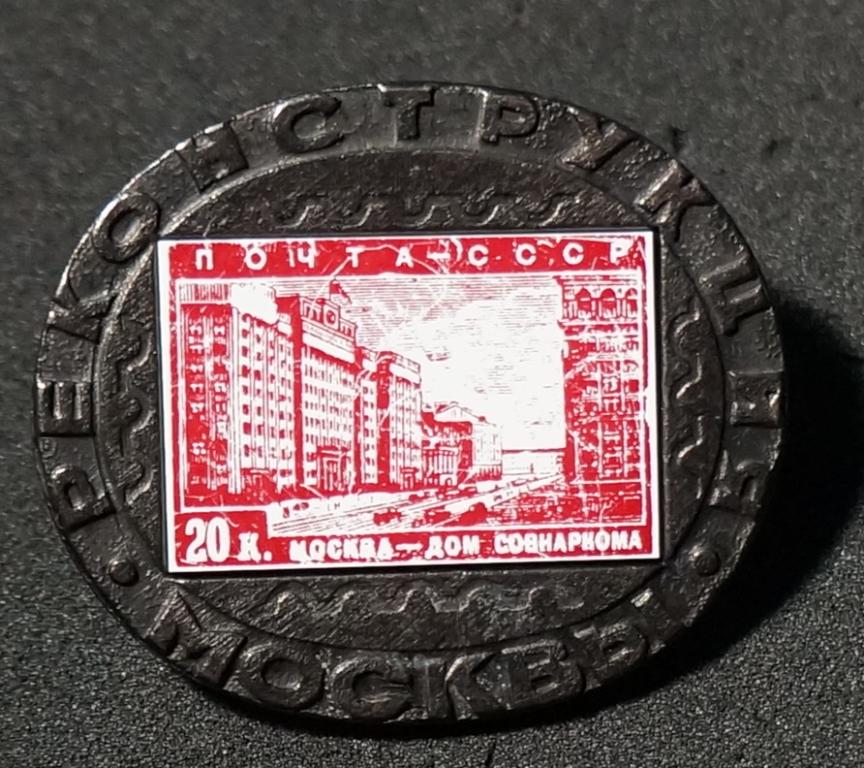 РЕКОНСТРУКЦИЯ
ПОЧТА-СССР
20 к. МОСКВА — ДОМ СОВНАРКОМА
МОСКВЫ